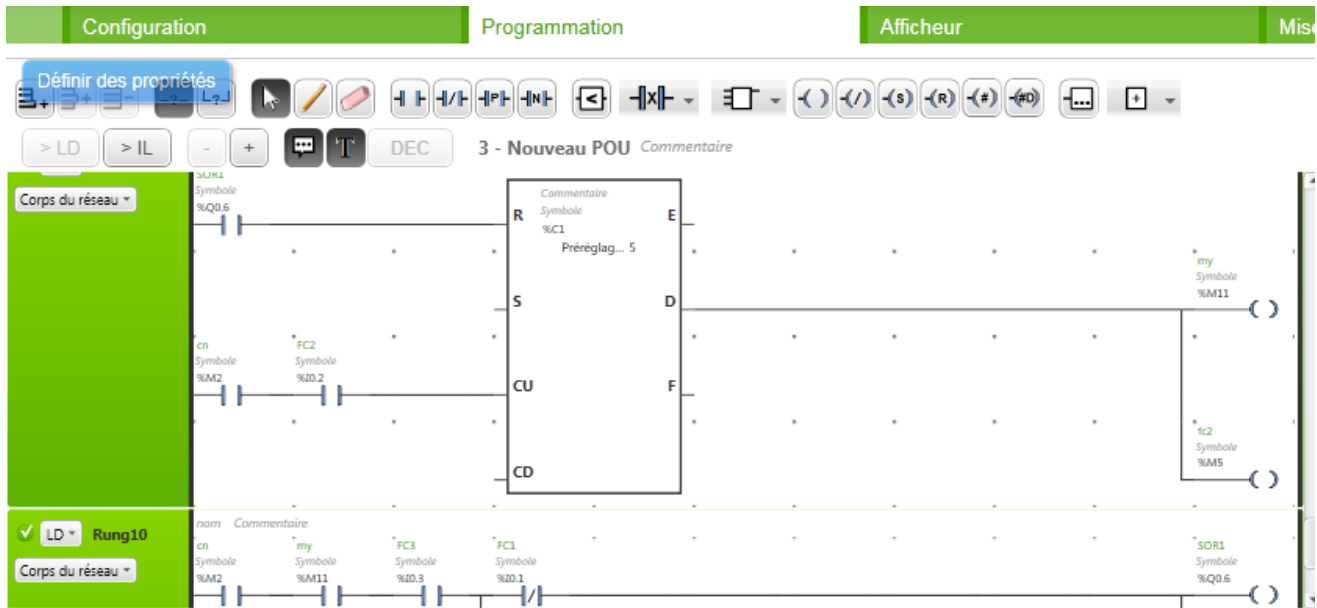 Configuration
Programmation
Afficheur
Mise
Définir des propriétés
> LD
> IL
-
+
T
DEC
3 - Nouveau POU Commentaire
Corps du réseau
SOR1
Symbole
%Q0.6
Commentaire
Symbole
%C1
Préréglag... 5
R
E
S
D
CU
F
CD
my
Symbole
%M11
cn
Symbole
%M2
FC2
Symbole
%I0.2
fc2
Symbole
%M5
LD
Rung10
Corps du réseau
nom Commentaire
cn
Symbole
%M2
my
Symbole
%M11
FC3
Symbole
%I0.3
FC1
Symbole
%I0.1
SOR1
Symbole
%Q0.6